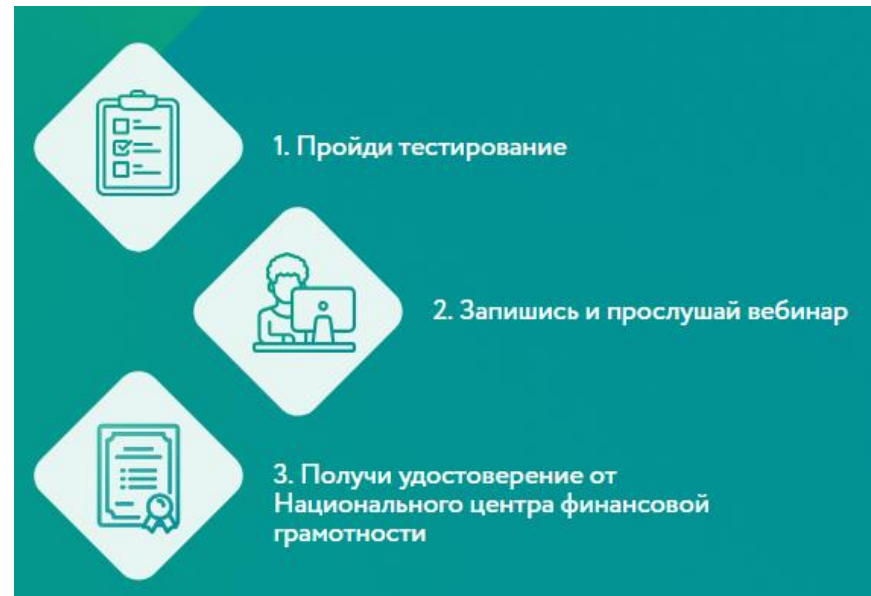 1. Пройди тестирование
2. Запишись и прослушай вебинар
3. Получи удостоверение от
Национального центра финансовой
грамотности